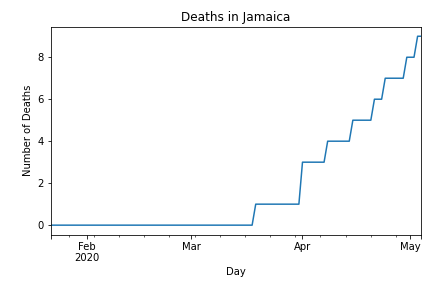 Deaths in Jamaica
Number of Deaths
8
6
4
2
0
Feb
2020
Mar
Apr
May
Day